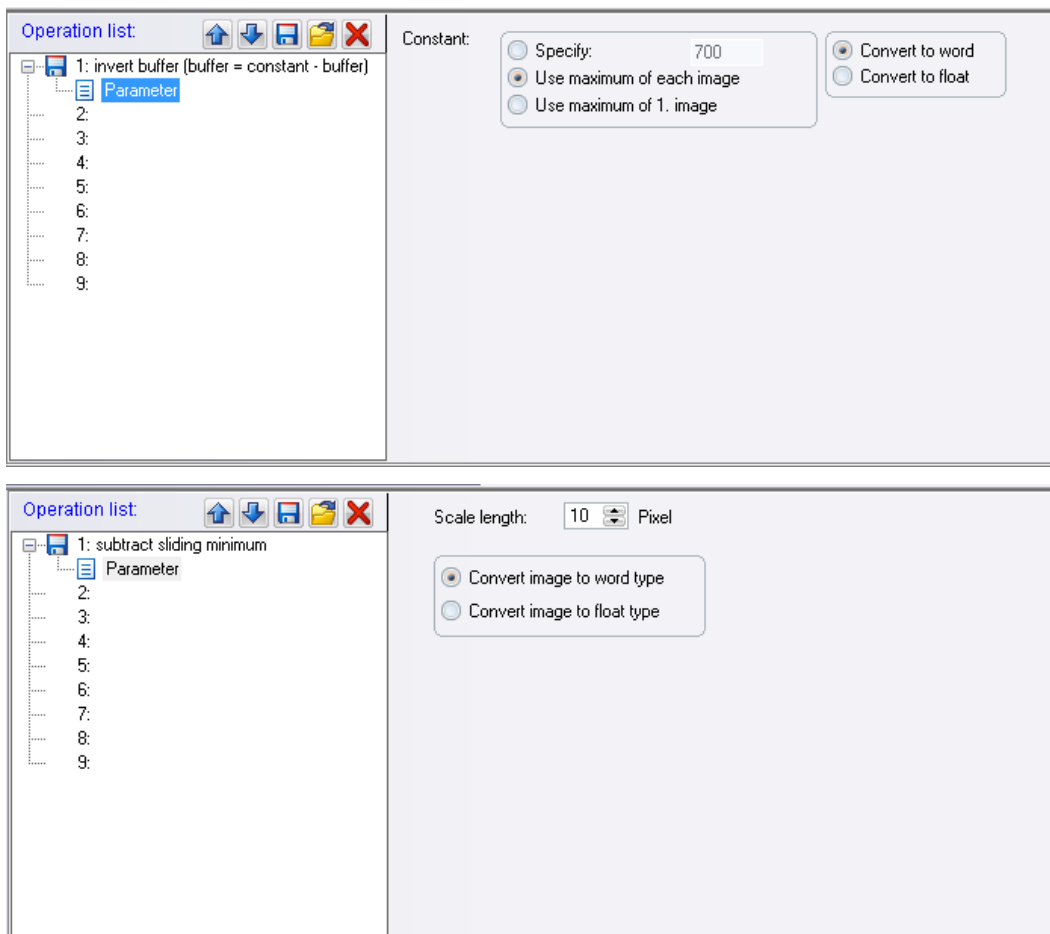 Operation list:
1: invert buffer (buffer = constant - buffer)
Parameter
2:
3:
4:
5:
6:
7:
8:
9:
Constant:
Specify: 700
Use maximum of each image
Use maximum of 1. image
Convert to word
Convert to float
Operation list:
1: subtract sliding minimum
Parameter
2:
3:
4:
5:
6:
7:
8:
9:
Scale length: 10 Pixel
Convert image to word type
Convert image to float type